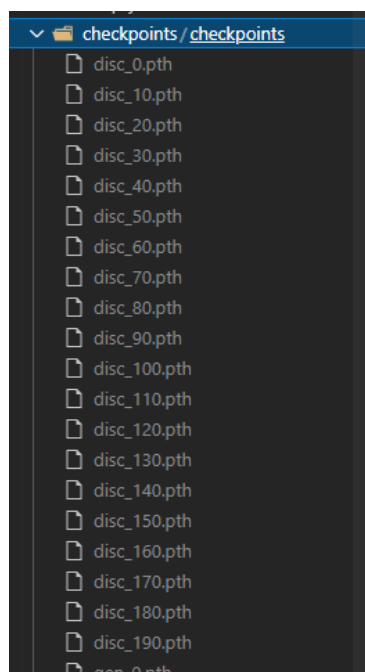 checkpoints / checkpoints
disc_0.pth
disc_10.pth
disc_20.pth
disc_30.pth
disc_40.pth
disc_50.pth
disc_60.pth
disc_70.pth
disc_80.pth
disc_90.pth
disc_100.pth
disc_110.pth
disc_120.pth
disc_130.pth
disc_140.pth
disc_150.pth
disc_160.pth
disc_170.pth
disc_180.pth
disc_190.pth
gen_0.pth